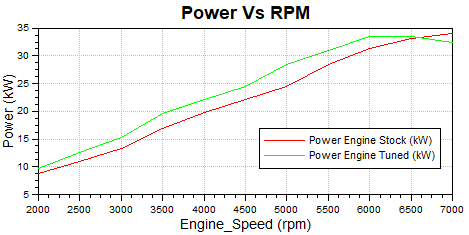 Power Vs RPM
35
30
25
20
15
10
5
Power (kW)
Power Engine Stock (kW)
Power Engine Tuned (kW)
2000 2500 3000 3500 4000 4500 5000 5500 6000 6500 7000
Engine_Speed (rpm)